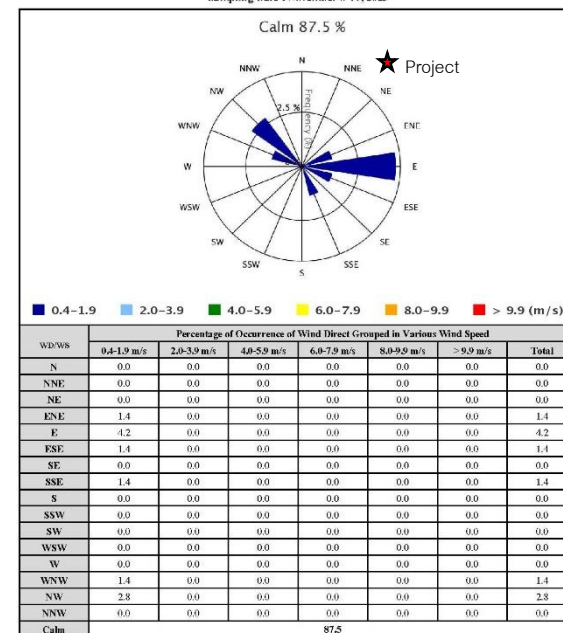 Calm 87.5 %
Project
N
NNE
NE
ENE
E
ESE
SE
SSE
S
SSW
SW
WSW
W
WNW
NW
NNW
Frequency (%)
2.5 %
0.4-1.9 2.0-3.9 4.0-5.9 6.0-7.9 8.0-9.9 > 9.9 (m/s)
WD/WS Percentage of Occurrence of Wind Direct Grouped in Various Wind Speed
0.4-1.9 m/s 2.0-3.9 m/s 4.0-5.9 m/s 6.0-7.9 m/s 8.0-9.9 m/s >9.9 m/s Total
N 0.0 0.0 0.0 0.0 0.0 0.0 0.0
NNE 0.0 0.0 0.0 0.0 0.0 0.0 0.0
NE 0.0 0.0 0.0 0.0 0.0 0.0 0.0
ENE 1.4 0.0 0.0 0.0 0.0 0.0 1.4
E 4.2 0.0 0.0 0.0 0.0 0.0 4.2
ESE 1.4 0.0 0.0 0.0 0.0 0.0 1.4
SE 0.0 0.0 0.0 0.0 0.0 0.0 0.0
SSE 1.4 0.0 0.0 0.0 0.0 0.0 1.4
S 0.0 0.0 0.0 0.0 0.0 0.0 0.0
SSW 0.0 0.0 0.0 0.0 0.0 0.0 0.0
SW 0.0 0.0 0.0 0.0 0.0 0.0 0.0
WSW 0.0 0.0 0.0 0.0 0.0 0.0 0.0
W 0.0 0.0 0.0 0.0 0.0 0.0 0.0
WNW 1.4 0.0 0.0 0.0 0.0 0.0 1.4
NW 2.8 0.0 0.0 0.0 0.0 0.0 2.8
NNW 0.0 0.0 0.0 0.0 0.0 0.0 0.0
Calm 87.5